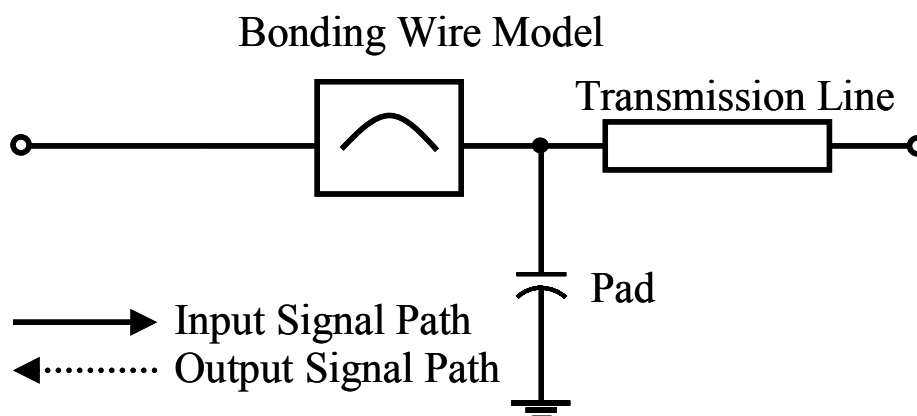 Bonding Wire Model
Transmission Line
Pad
Input Signal Path
Output Signal Path